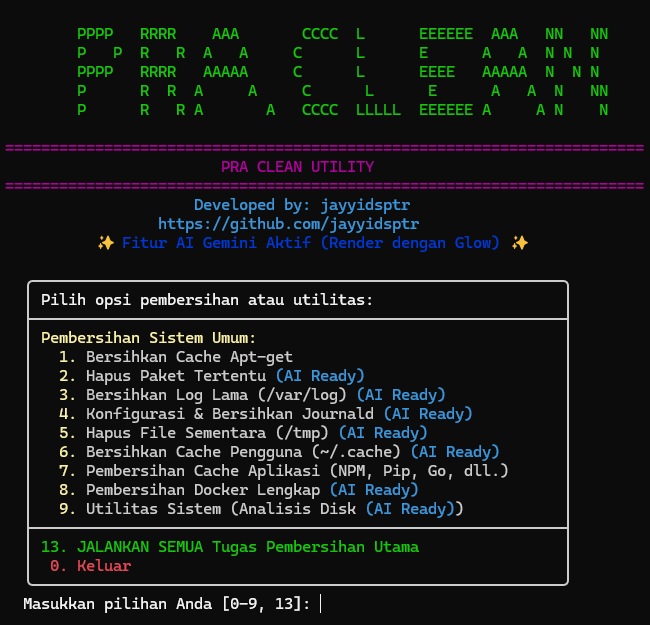 PPPP   RRRR    AAA       CCCC  L      EEEEEE  AAA   NN   NN
P   P  R   R  A   A     C      L      E      A   A  N N  N
PPPP   RRRR   AAAAA     C      L      EEEE   AAAAA  N  N N
P      R  R  A     A     C      L      E      A   A  N   NN
P      R   R A       A   CCCC  LLLLL  EEEEEE A     A N    N
=======================================================================
PRA CLEAN UTILITY
=======================================================================
Developed by: jayyidsptr
https://github.com/jayyidsptr
✨ Fitur AI Gemini Aktif (Render dengan Glow) ✨
Pilih opsi pembersihan atau utilitas:
Pembersihan Sistem Umum:
1. Bersihkan Cache Apt-get
2. Hapus Paket Tertentu (AI Ready)
3. Bersihkan Log Lama (/var/log) (AI Ready)
4. Konfigurasi & Bersihkan Journald (AI Ready)
5. Hapus File Sementara (/tmp) (AI Ready)
6. Bersihkan Cache Pengguna (~/.cache) (AI Ready)
7. Pembersihan Cache Aplikasi (NPM, Pip, Go, dll.)
8. Pembersihan Docker Lengkap (AI Ready)
9. Utilitas Sistem (Analisis Disk (AI Ready))
13. JALANKAN SEMUA Tugas Pembersihan Utama
0. Keluar
Masukkan pilihan Anda [0-9, 13]: